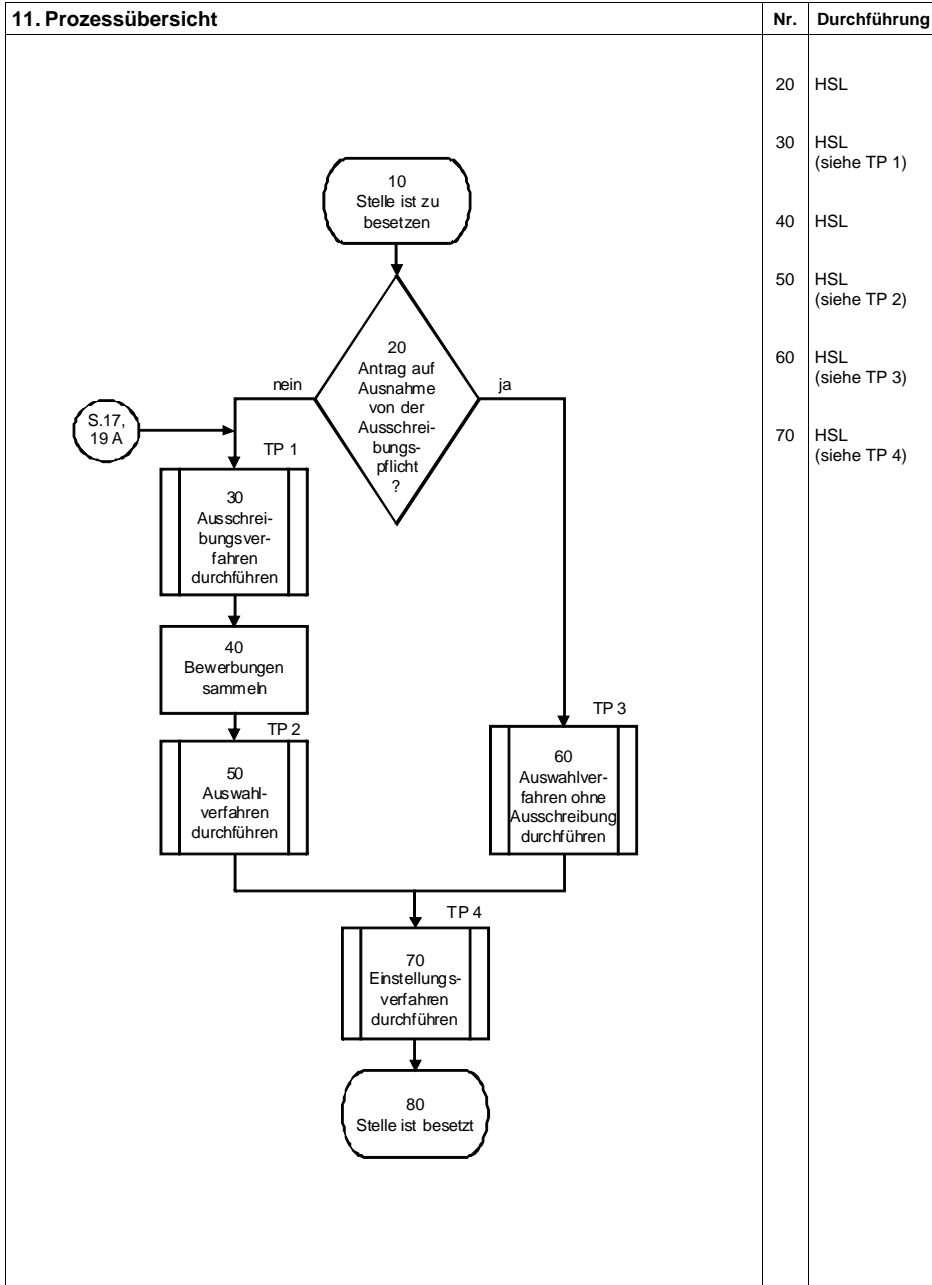 11. Prozessübersicht
Nr.
Durchführung
10
Stelle ist zu
besetzen
20
Antrag auf
Ausnahme
von der
Ausschrei-
bungs-
pflicht
?
nein
ja
S.17,
19 A
TP 1
30
Ausschrei-
bungsver-
fahren
durchführen
40
Bewerbungen
sammeln
TP 2
50
Auswahl-
verfahren
durchführen
TP 3
60
Auswahlver-
fahren ohne
Ausschreibung
durchführen
TP 4
70
Einstellungs-
verfahren
durchführen
80
Stelle ist besetzt
20 HSL
30 HSL
(siehe TP 1)
40 HSL
50 HSL
(siehe TP 2)
60 HSL
(siehe TP 3)
70 HSL
(siehe TP 4)